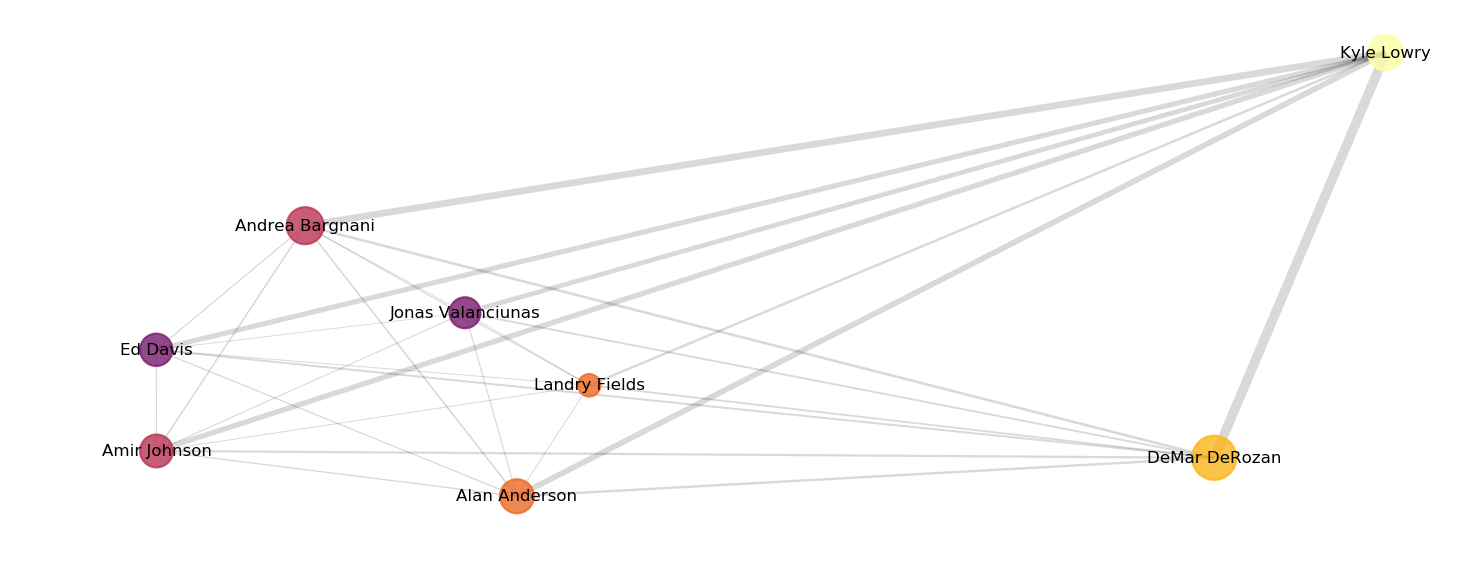 Kyle Lowry
Andrea Bargnani
Jonas Valanciunas
Ed Davis
Landry Fields
Amir Johnson
DeMar DeRozan
Alan Anderson